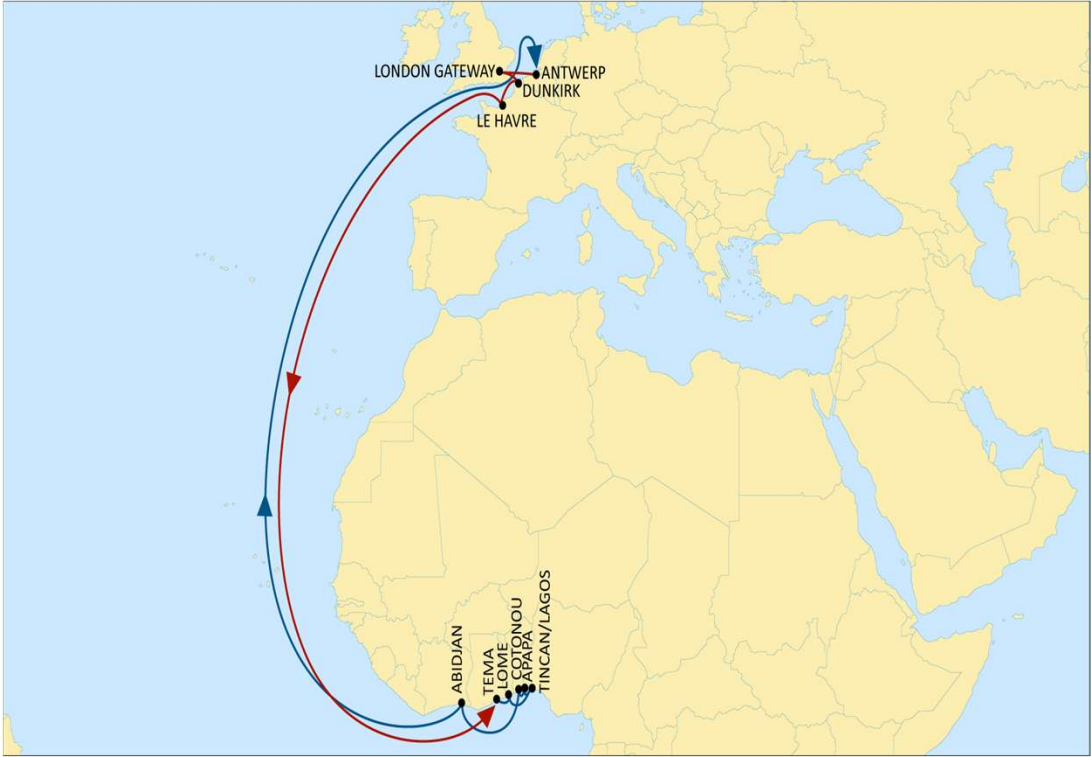 LONDON GATEWAY
ANTWERP
DUNKIRK
LE HAVRE
ABIDJAN
TEMA
LOME
COTONOU
APAPA
TINCAN/LAGOS